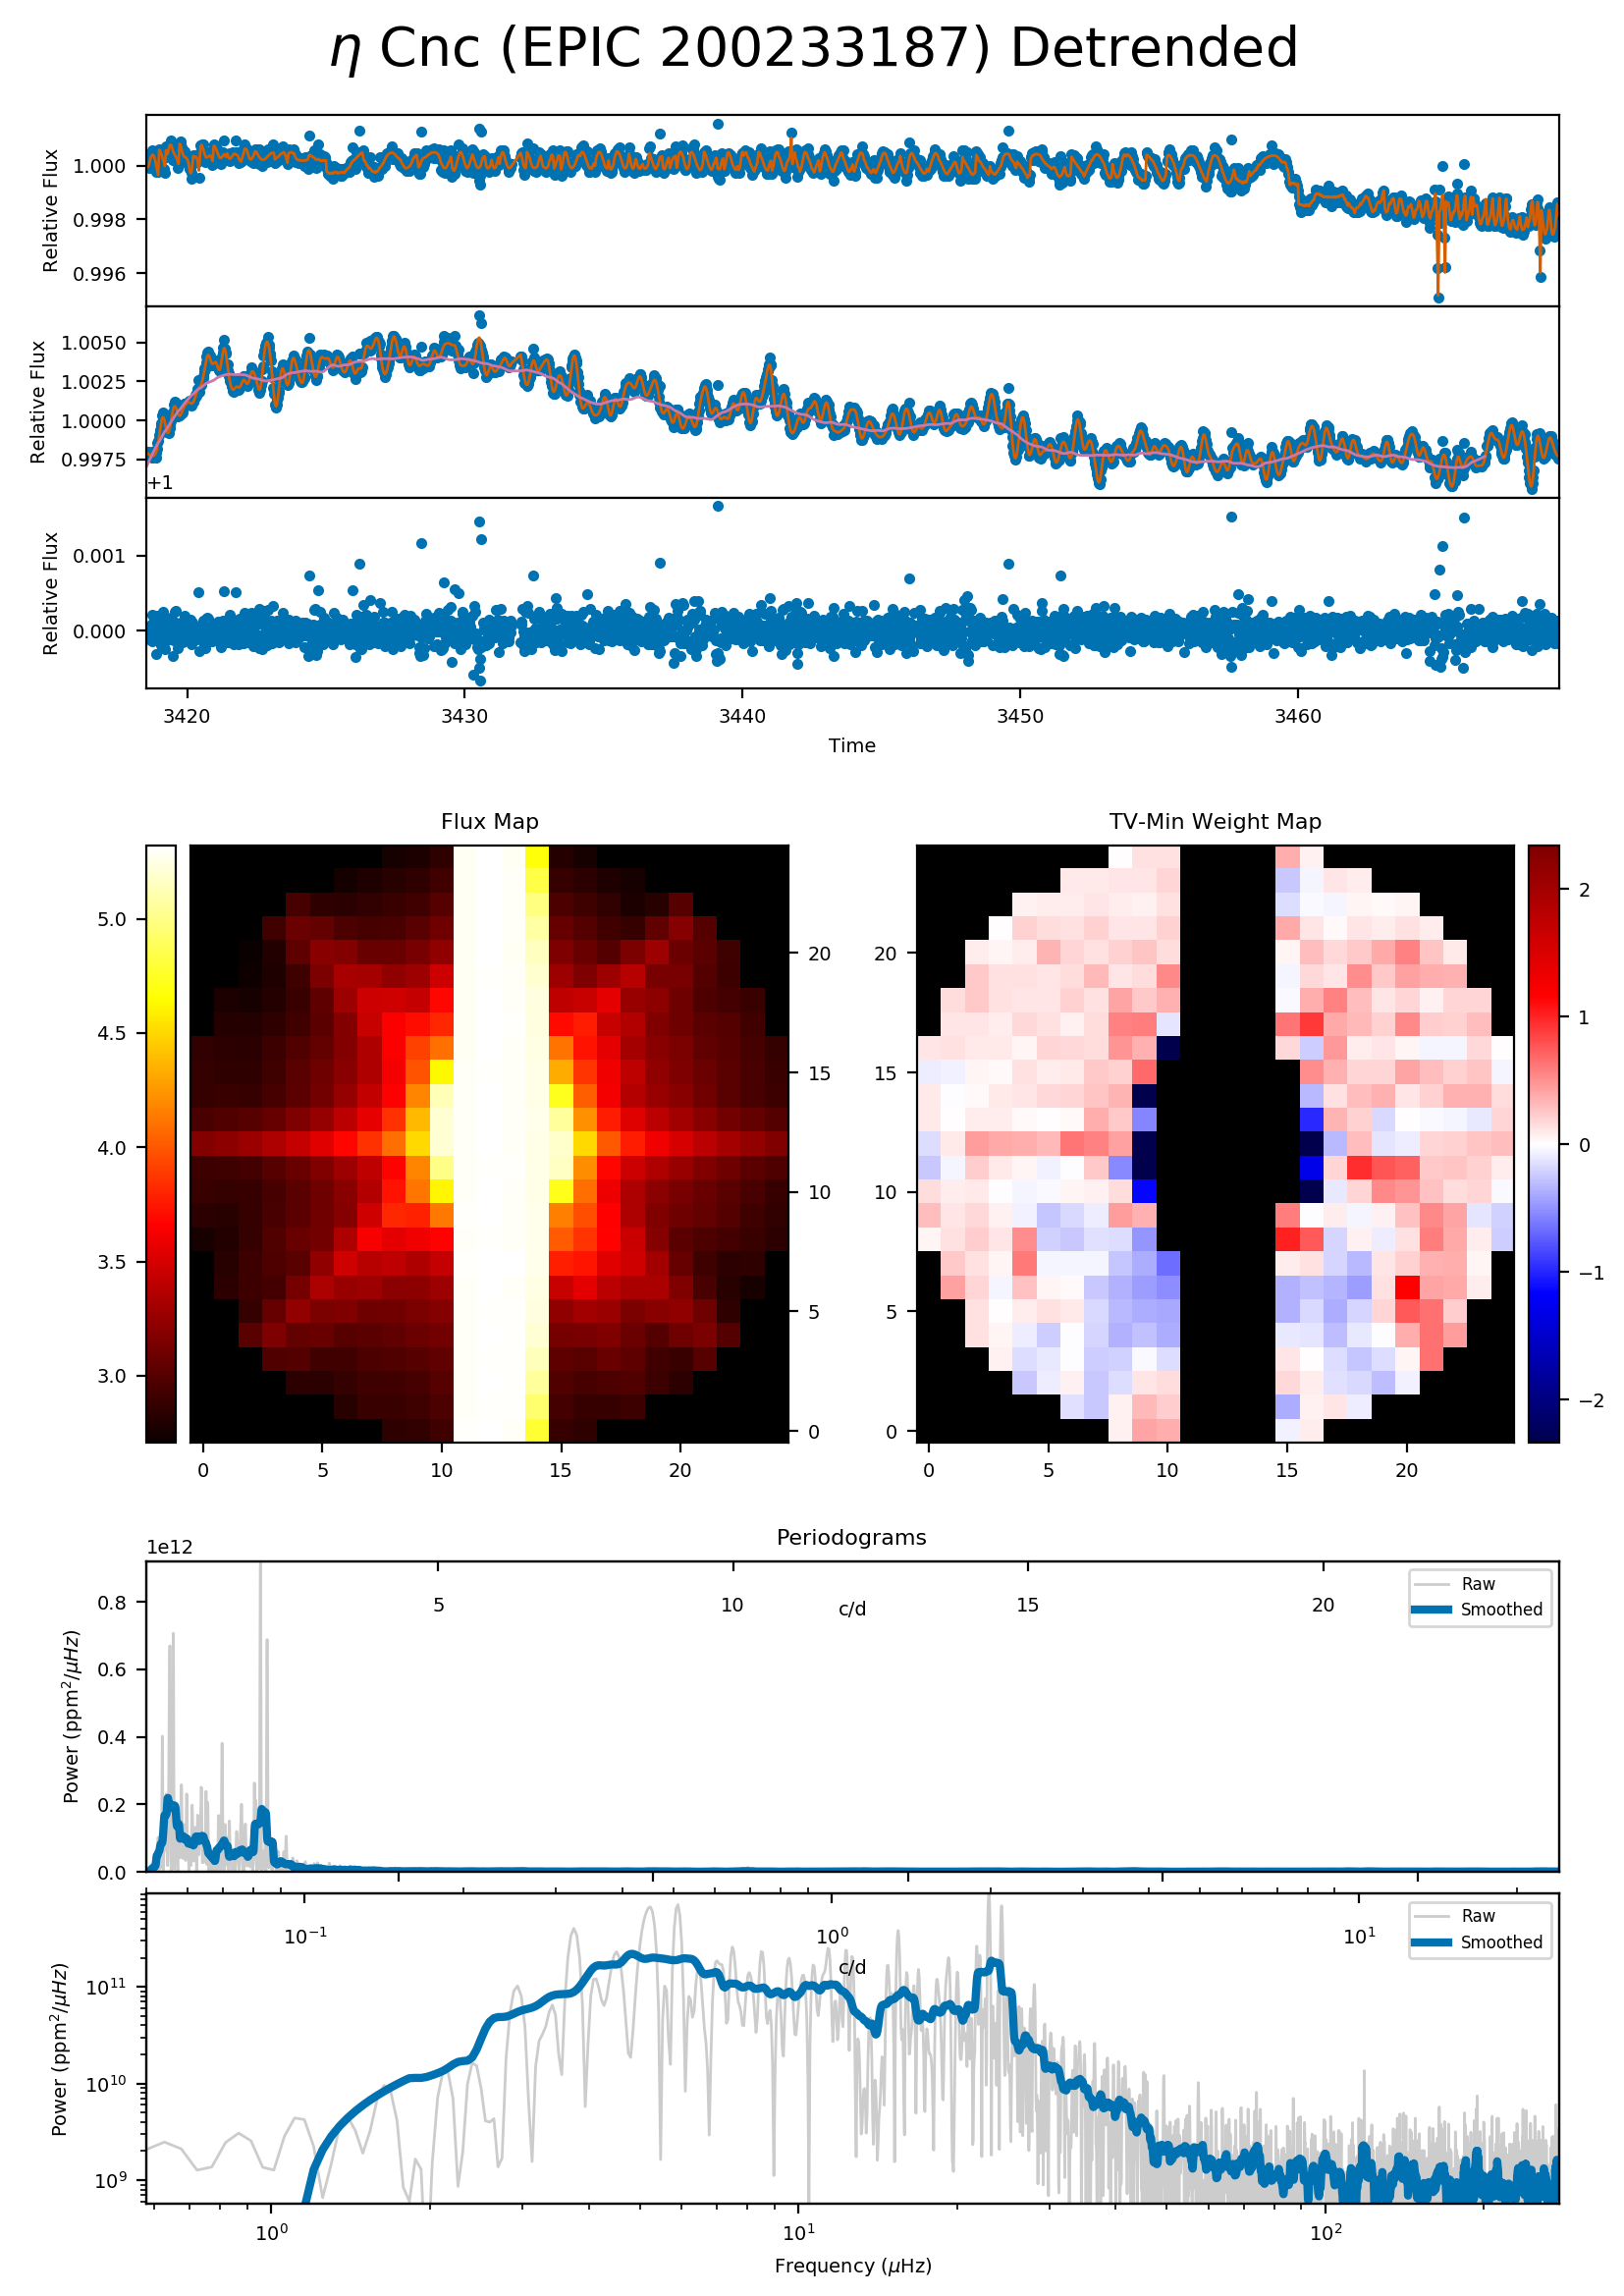 η Cnc (EPIC 200233187) Detrended
Relative Flux
1.000
0.998
0.996
Relative Flux
1.0050
1.0025
1.0000
0.9975
+1
Relative Flux
0.001
0.000
3420 3430 3440 3450 3460
Time
Flux Map
5.0
4.5
4.0
3.5
3.0
20
15
10
5
0
0 5 10 15 20
TV-Min Weight Map
20
15
10
5
0
0 5 10 15 20
2
1
0
−1
−2
Periodograms
1e12
Power (ppm²/μHz)
0.8
0.6
0.4
0.2
0.0
5 10 15 20
c/d
Raw
Smoothed
Power (ppm²/μHz)
10¹¹
10¹⁰
10⁹
10⁻¹ 10⁰ 10¹
c/d
Raw
Smoothed
10⁰ 10¹ 10²
Frequency (μHz)